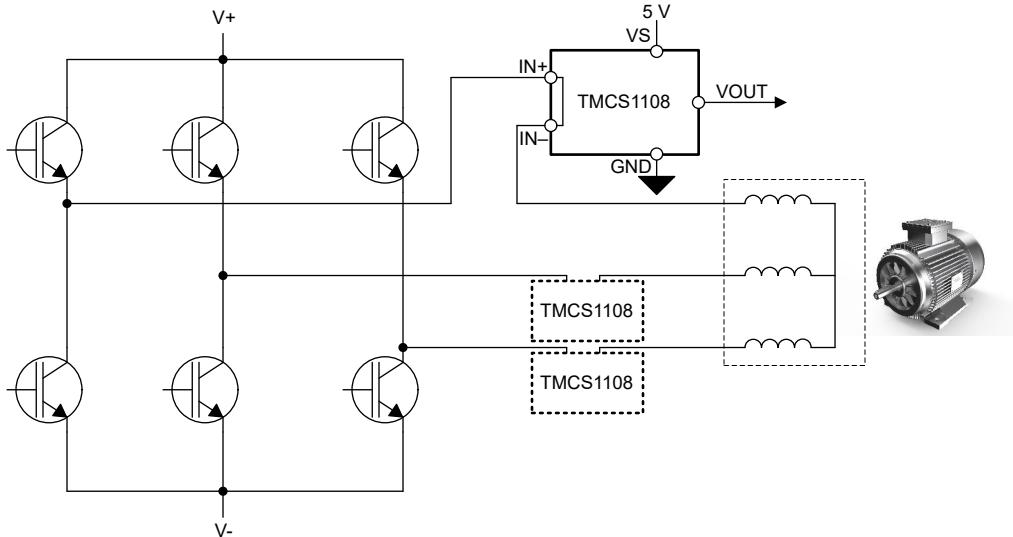 V+
5 V
VS
IN+
TMCS1108
VOUT
IN–
GND
TMCS1108
TMCS1108
V-